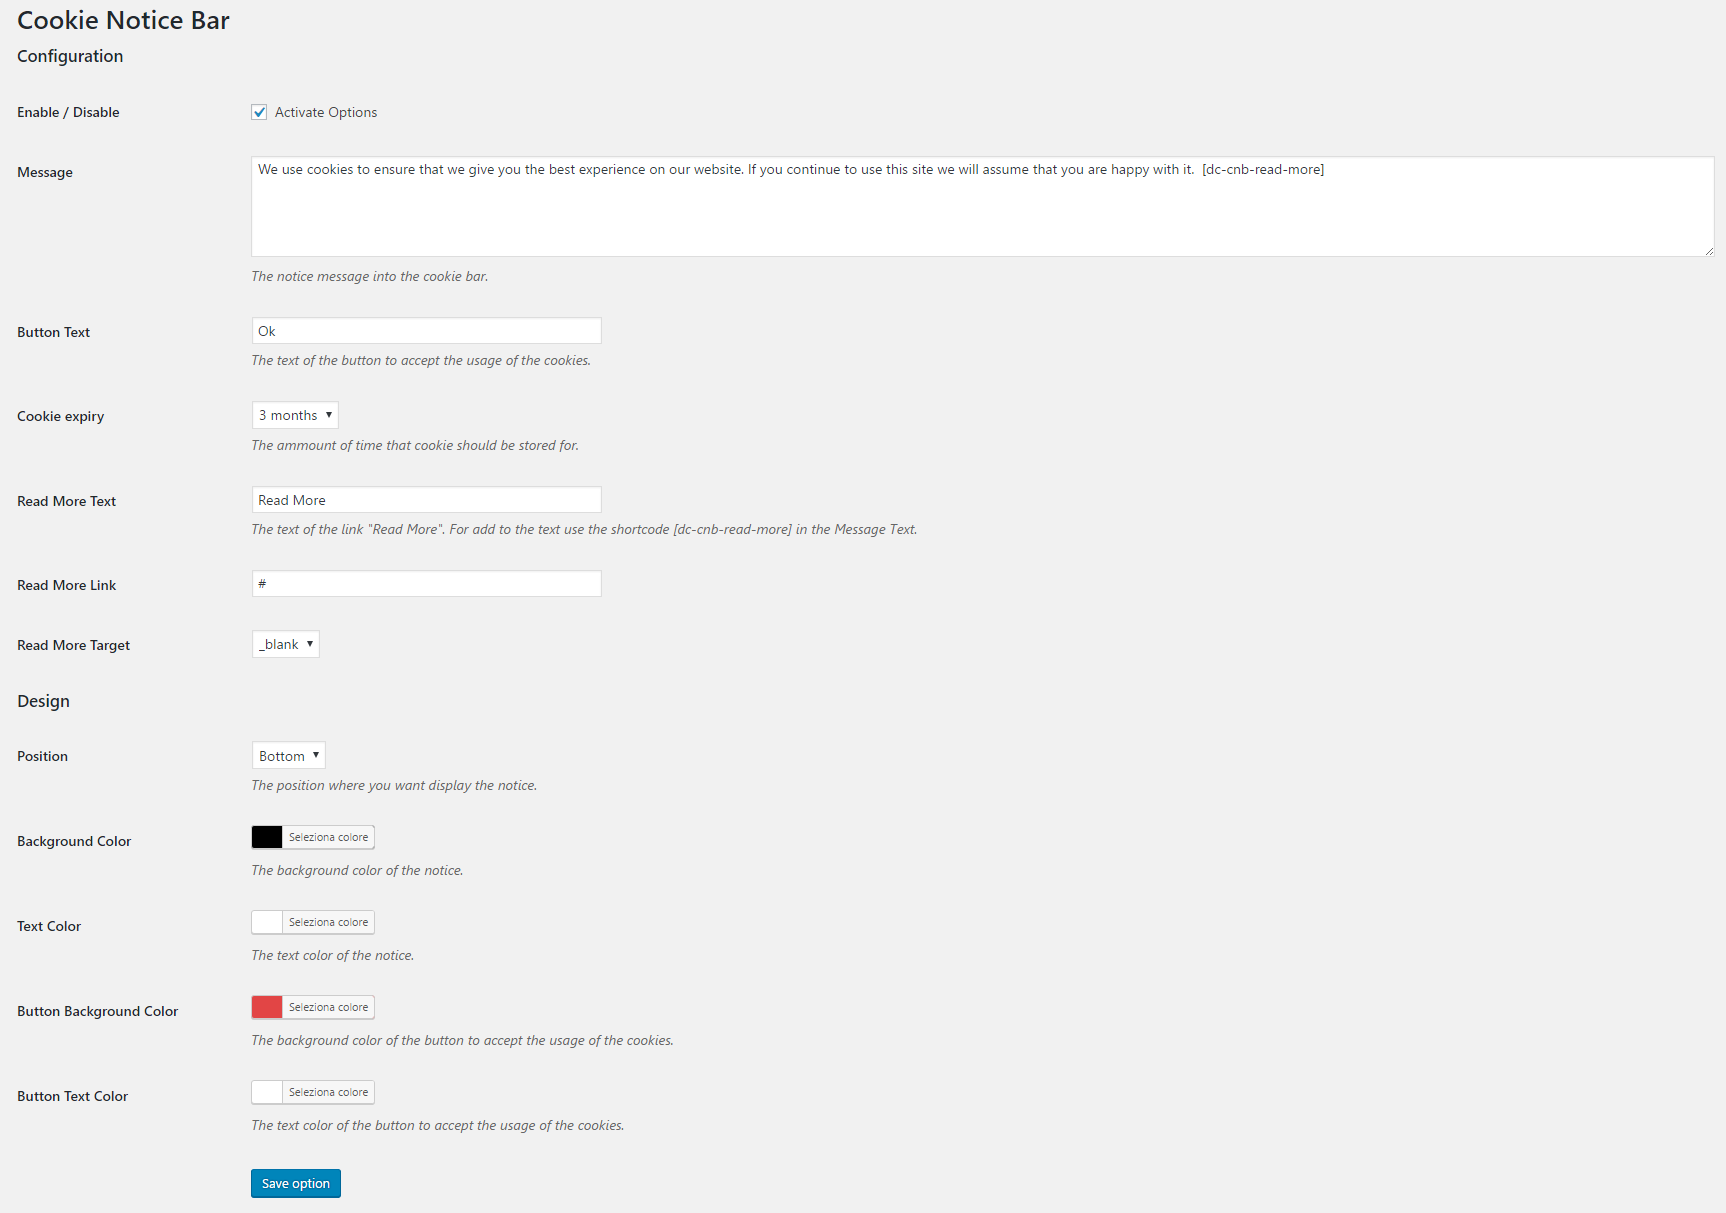 Cookie Notice Bar
Configuration
Enable / Disable
Activate Options
Message
We use cookies to ensure that we give you the best experience on our website. If you continue to use this site we will assume that you are happy with it.  [dc-cnb-read-more]
The notice message into the cookie bar.
Button Text
Ok
The text of the button to accept the usage of the cookies.
Cookie expiry
3 months
The ammount of time that cookie should be stored for.
Read More Text
Read More
The text of the link "Read More". For add to the text use the shortcode [dc-cnb-read-more] in the Message Text.
Read More Link
#
Read More Target
_blank
Design
Position
Bottom
The position where you want display the notice.
Background Color
Seleziona colore
The background color of the notice.
Text Color
Seleziona colore
The text color of the notice.
Button Background Color
Seleziona colore
The background color of the button to accept the usage of the cookies.
Button Text Color
Seleziona colore
The text color of the button to accept the usage of the cookies.
Save option